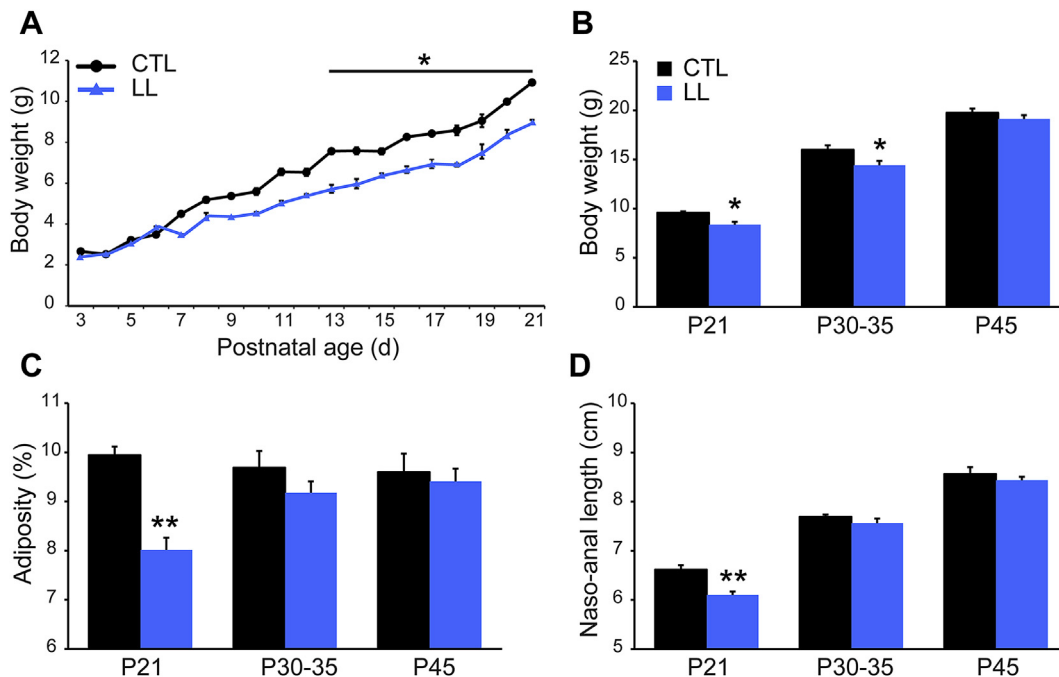 A
CTL
LL
*
Body weight (g)
12
10
8
6
4
2
0
3 5 7 9 11 13 15 17 19 21
Postnatal age (d)
B
CTL
LL
Body weight (g)
25
20
15
10
5
0
*
*
P21 P30-35 P45
C
Adiposity (%)
11
10
9
8
7
6
**
P21 P30-35 P45
D
Naso-anal length (cm)
10
9
8
7
6
5
**
P21 P30-35 P45